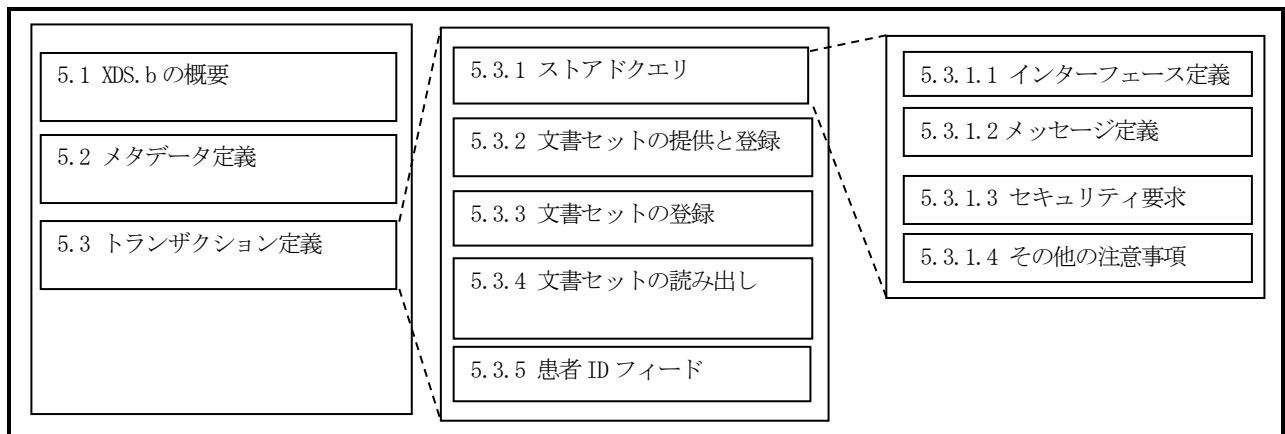 5.1 XDS.b の概要
5.2 メタデータ定義
5.3 トランザクション定義
5.3.1 ストアドクエリ
5.3.2 文書セットの提供と登録
5.3.3 文書セットの登録
5.3.4 文書セットの読み出し
5.3.5 患者 ID フィード
5.3.1.1 インターフェース定義
5.3.1.2 メッセージ定義
5.3.1.3 セキュリティ要求
5.3.1.4 その他の注意事項